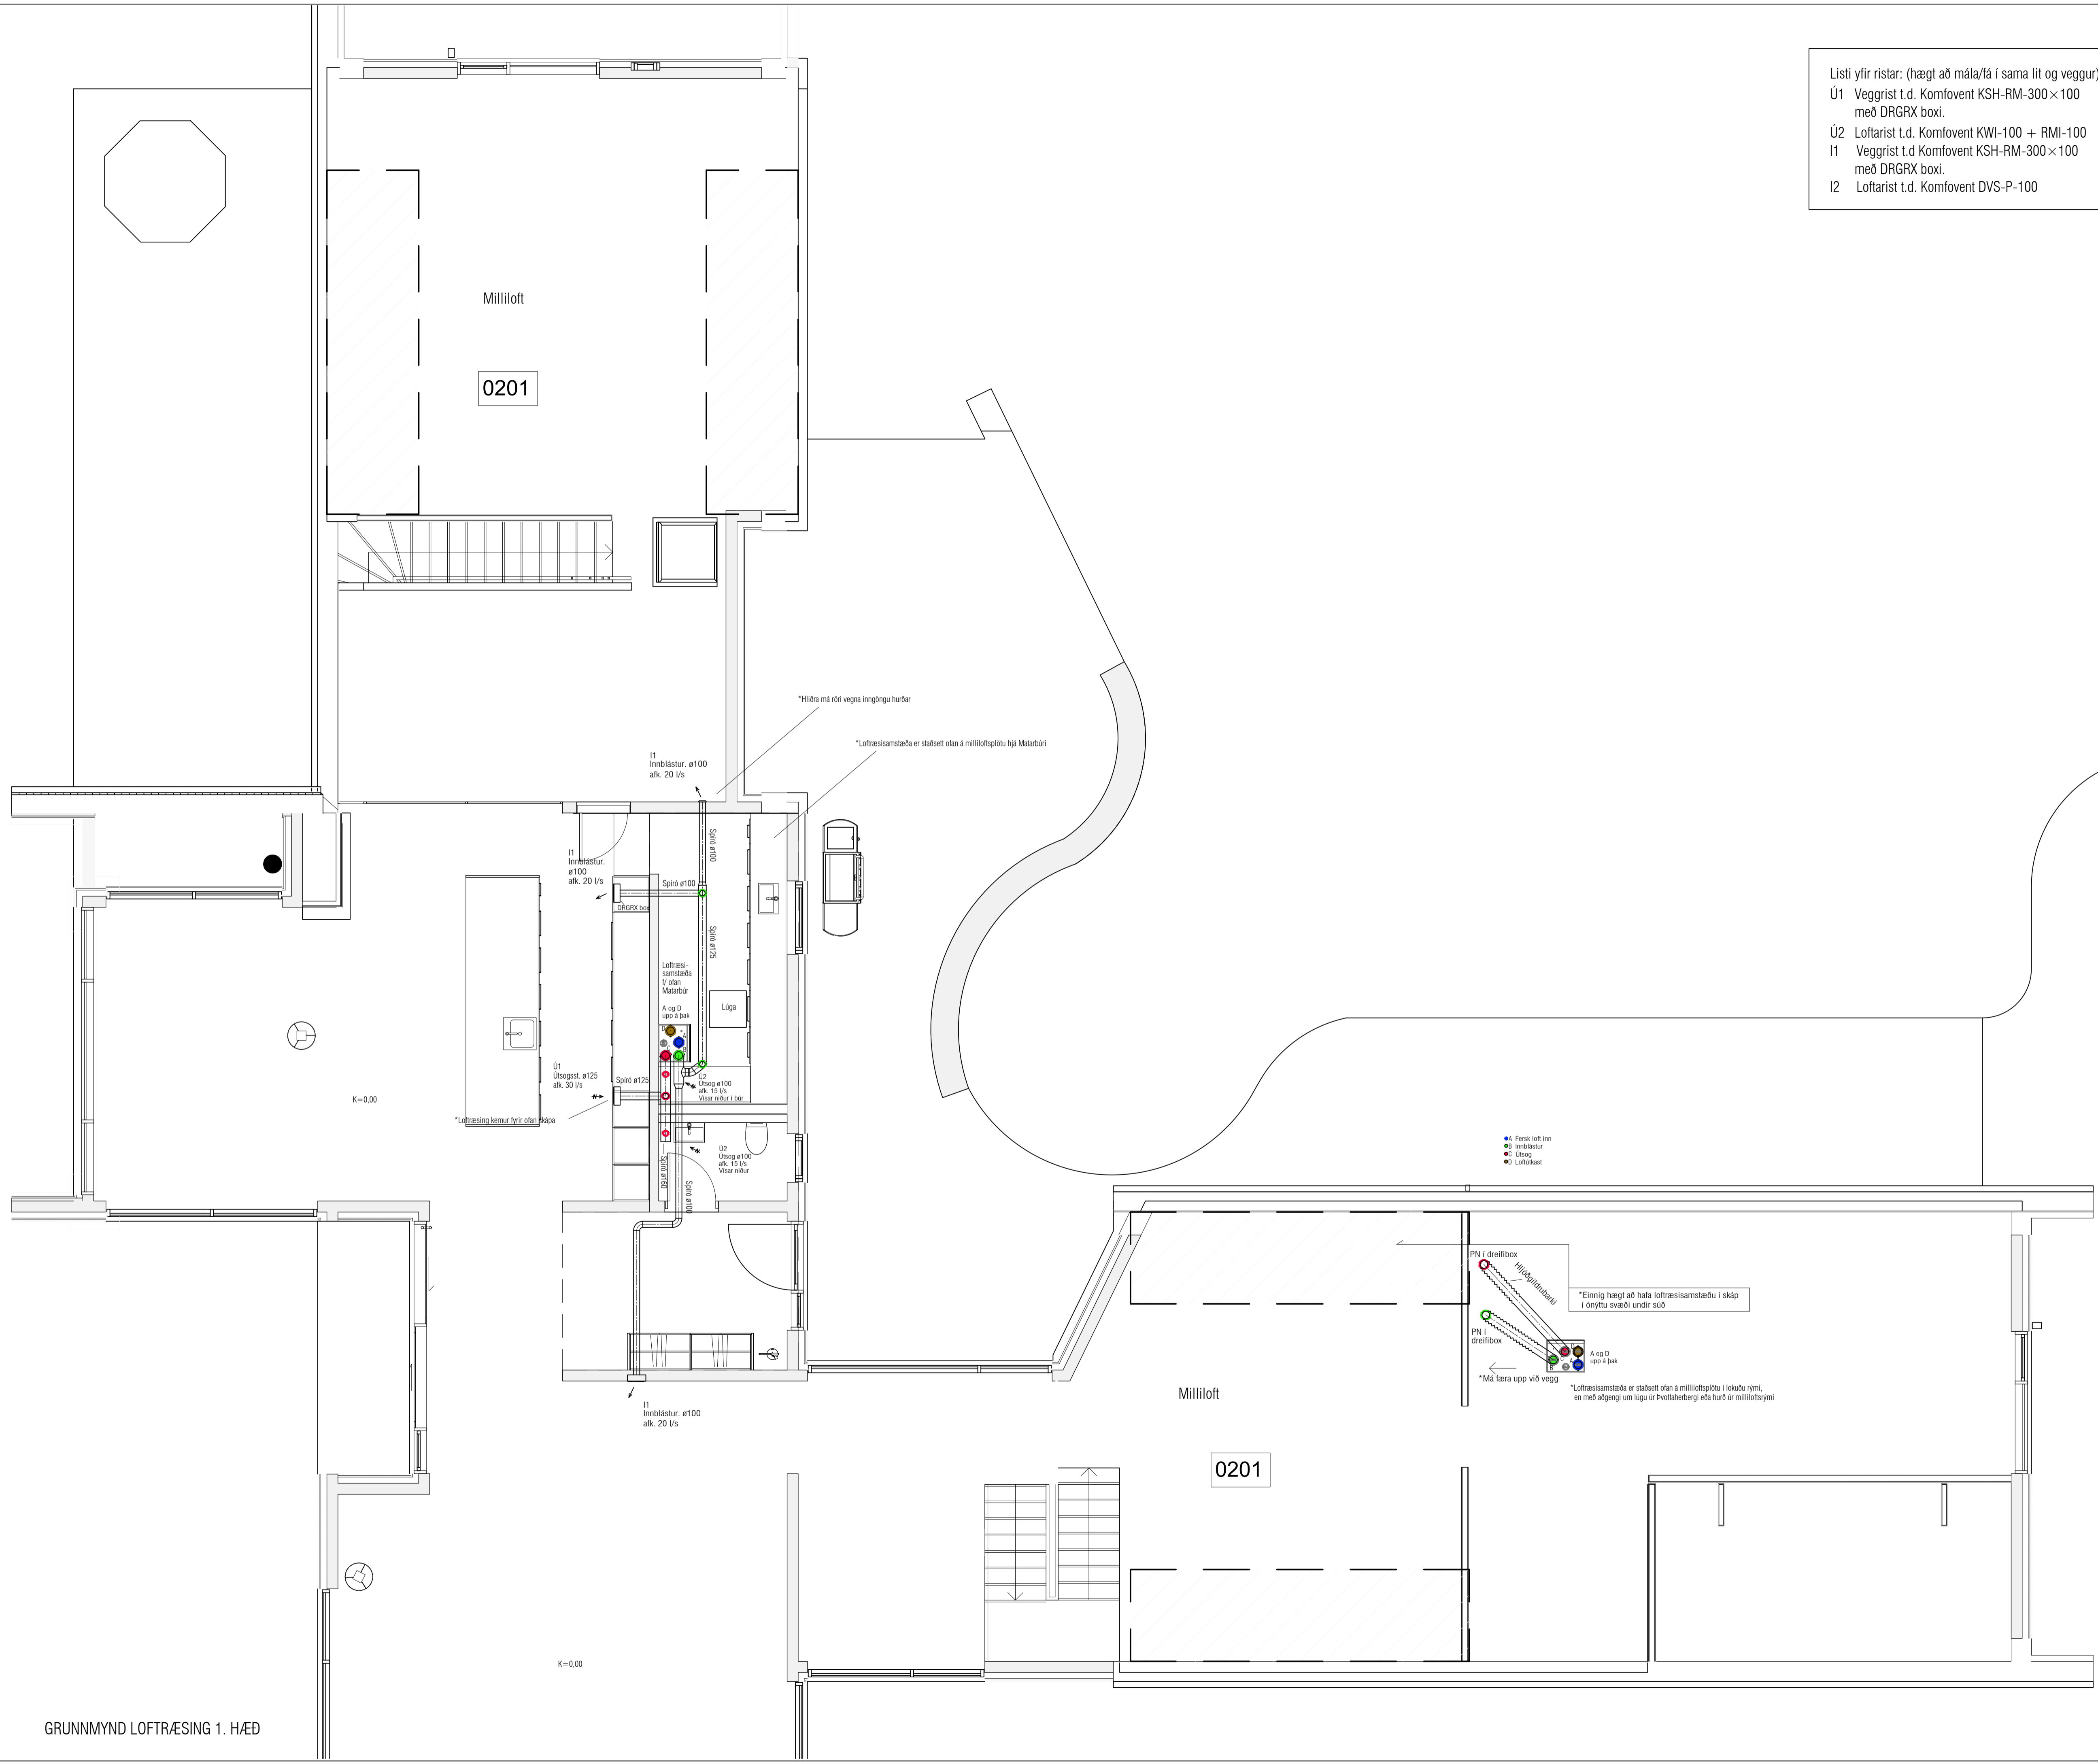 Listi yfir ristar: (hægt að mála/fá í sama lit og veggur)
Ú1 Veggrist t.d. Komfovent KSH-RM-300×100
með DRGRX boxi.
Ú2 Loftarist t.d. Komfovent KWI-100 + RMI-100
I1 Veggrist t.d Komfovent KSH-RM-300×100
með DRGRX boxi.
I2 Loftarist t.d. Komfovent DVS-P-100
Milliloft
0201
*Hliðra má röri vegna inngöngu hurðar
*Loftræsisamstæða er staðsett ofan á milliloftsplötu hjá Matarbúri
I1
Innblástur. ø100
afk. 20 l/s
Spíró ø100
I1
Innblástur.
ø100
afk. 20 l/s
Spíró ø100
DRGRX box
Spíró ø125
Loftræsi-
samstæða
f/ ofan
Matarbúr
A og D
upp á þak
Lúga
D
A
C
B
Ú1
Útsogsst. ø125
afk. 30 l/s
Spíró ø125
Ú2
Útsog ø100
afk. 15 l/s
Vísar niður í búr
K=0,00
*Loftræsing kemur fyrir ofan skápa
Ú2
Útsog ø100
afk. 15 l/s
Vísar niður
Spíró ø160
Spíró ø100
A Fersk loft inn
B Innblástur
C Útsog
D Loftútkast
PN í dreifibox
Hljóðgildrubarki
*Einnig hægt að hafa loftræsisamstæðu í skáp
í ónýttu svæði undir súð
PN í
dreifibox
D
C
A
B
A og D
upp á þak
*Má færa upp við vegg
*Loftræsisamstæða er staðsett ofan á milliloftsplötu í lokuðu rými,
en með aðgengi um lúgu úr Þvottaherbergi eða hurð úr milliloftsrými
Milliloft
I1
Innblástur. ø100
afk. 20 l/s
0201
K=0,00
GRUNNMYND LOFTRÆSING 1. HÆÐ